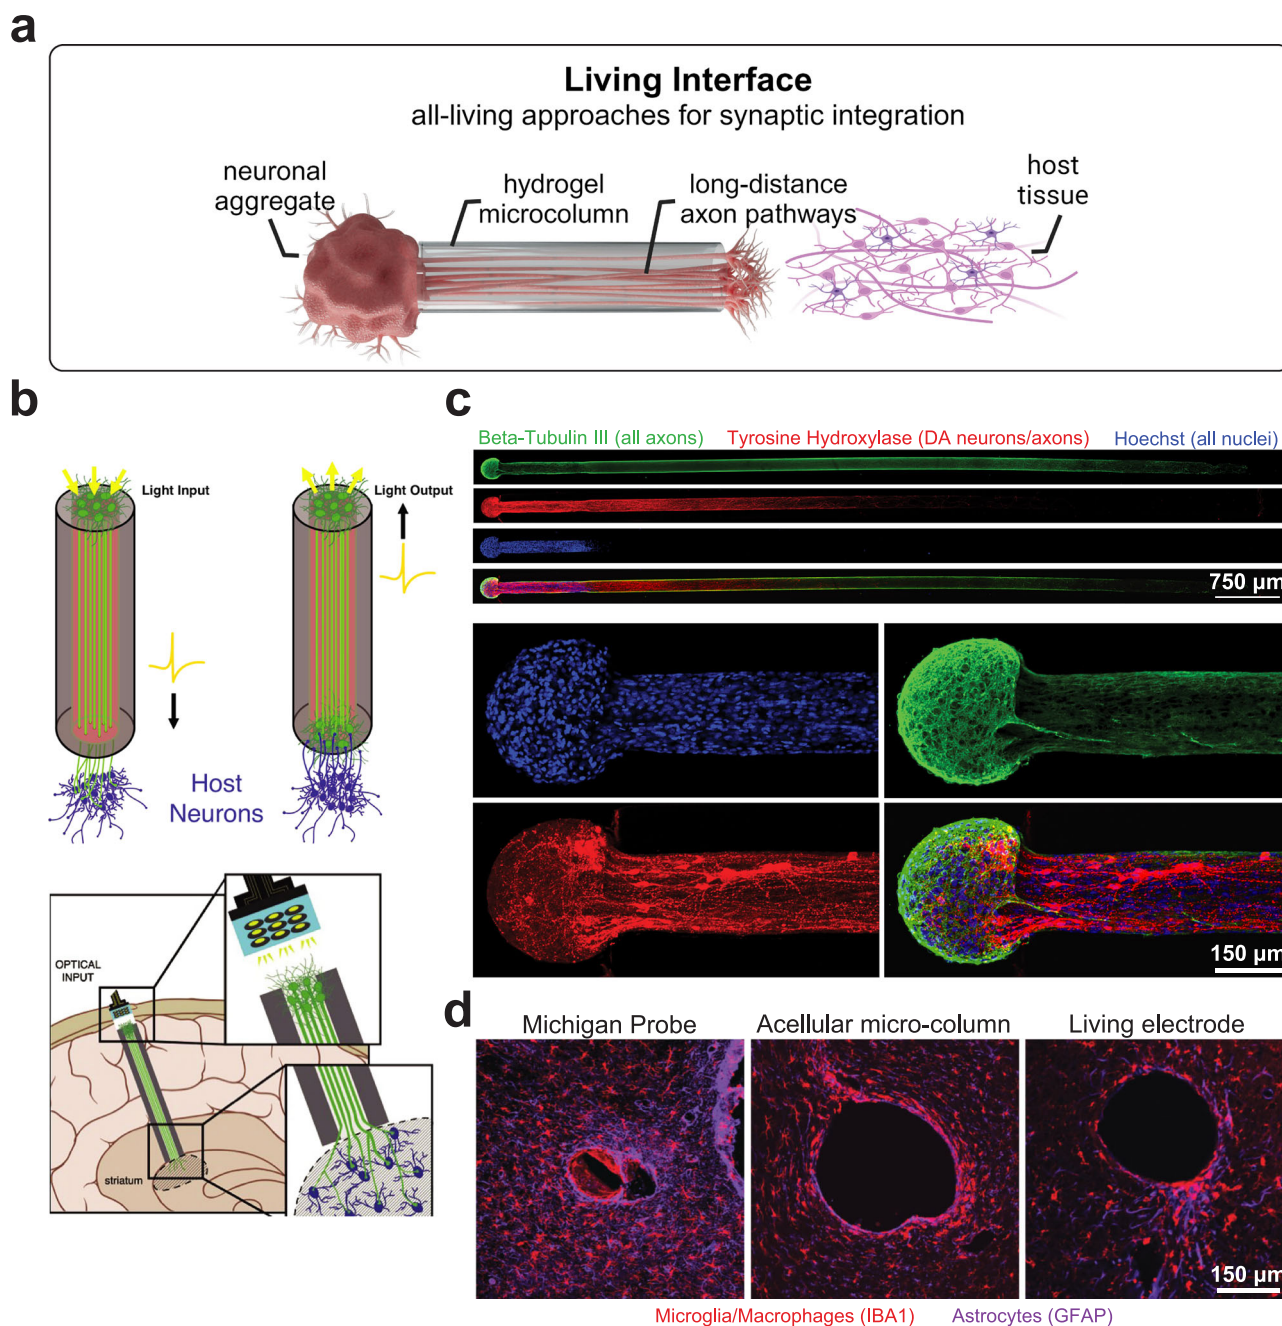 a
Living Interface
all-living approaches for synaptic integration
neuronal
aggregate
hydrogel
microcolumn
long-distance
axon pathways
host
tissue
b
Light Input
Light Output
Host
Neurons
OPTICAL
INPUT
striatum
c
Beta-Tubulin III (all axons) Tyrosine Hydroxylase (DA neurons/axons) Hoechst (all nuclei)
750 µm
150 µm
d
Michigan Probe Acellular micro-column Living electrode
150 µm
Microglia/Macrophages (IBA1) Astrocytes (GFAP)